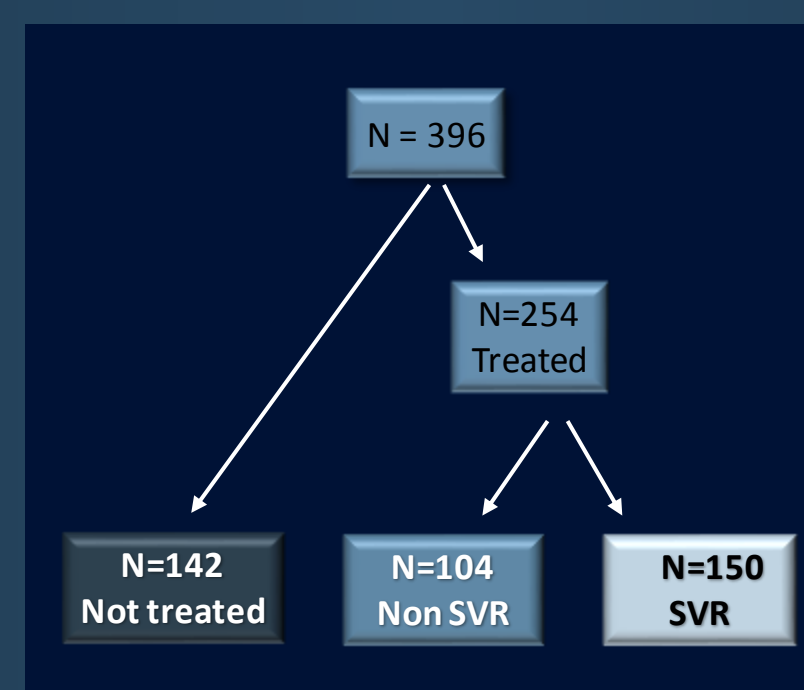 N = 396
N=254
Treated
N=142
Not treated
N=104
Non SVR
N=150
SVR